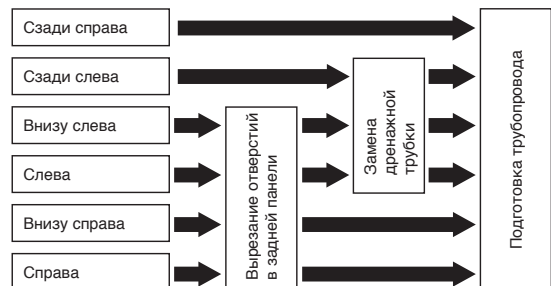 Сзади справа
Сзади слева
Внизу слева
Слева
Внизу справа
Справа
Вырезание отверстий
в задней панели
Замена
дренажной
трубки
Подготовка трубопровода